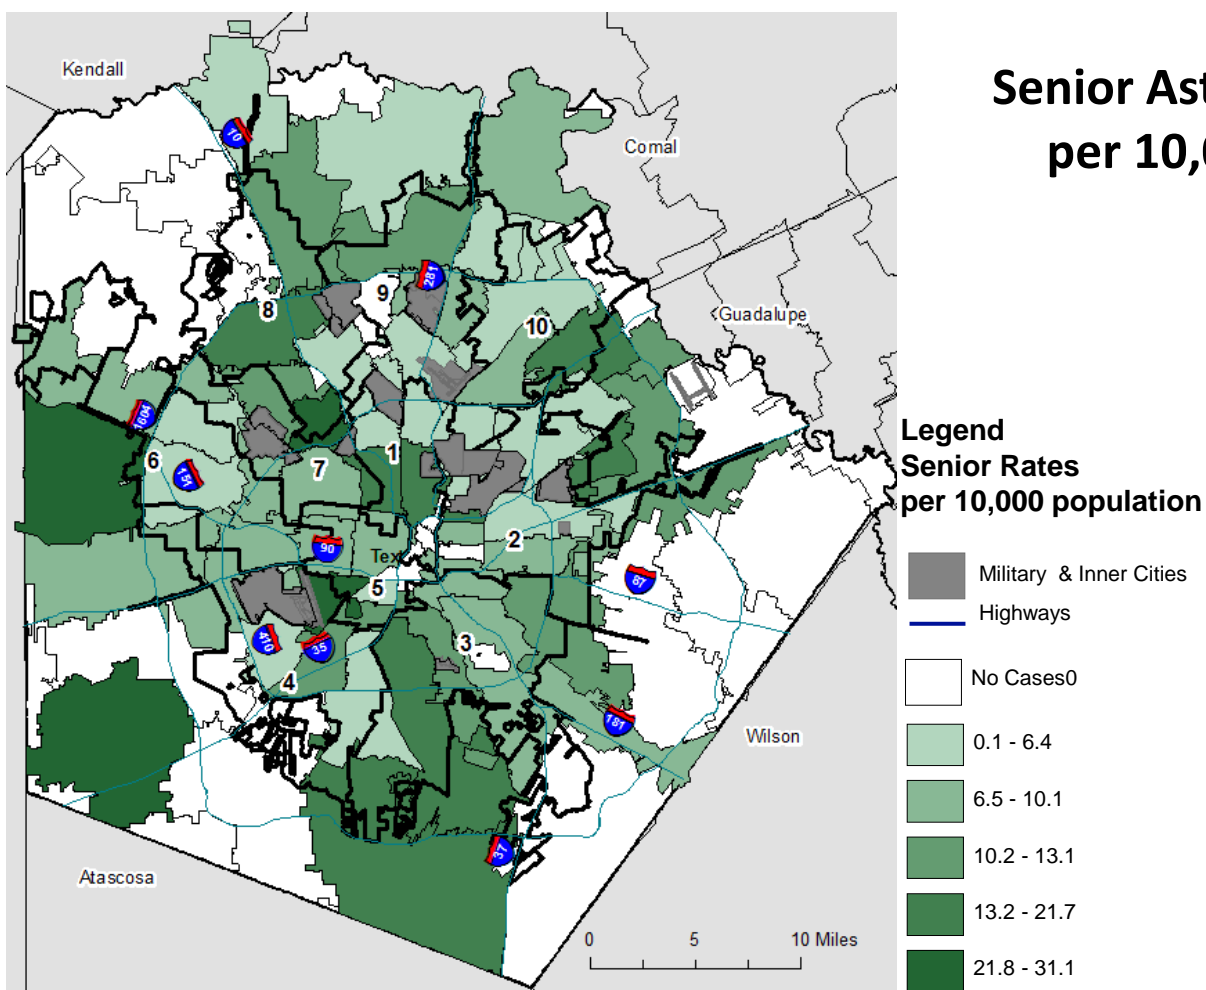 Senior Ast
per 10,0
Kendall
Comal
Guadalupe
Wilson
Atascosa
10
281
1604
151
90
87
410
35
181
37
8
9
10
6
7
1
2
5
3
4
Tex
0 5 10 Miles
Legend
Senior Rates
per 10,000 population
Military & Inner Cities
Highways
No Cases0
0.1 - 6.4
6.5 - 10.1
10.2 - 13.1
13.2 - 21.7
21.8 - 31.1